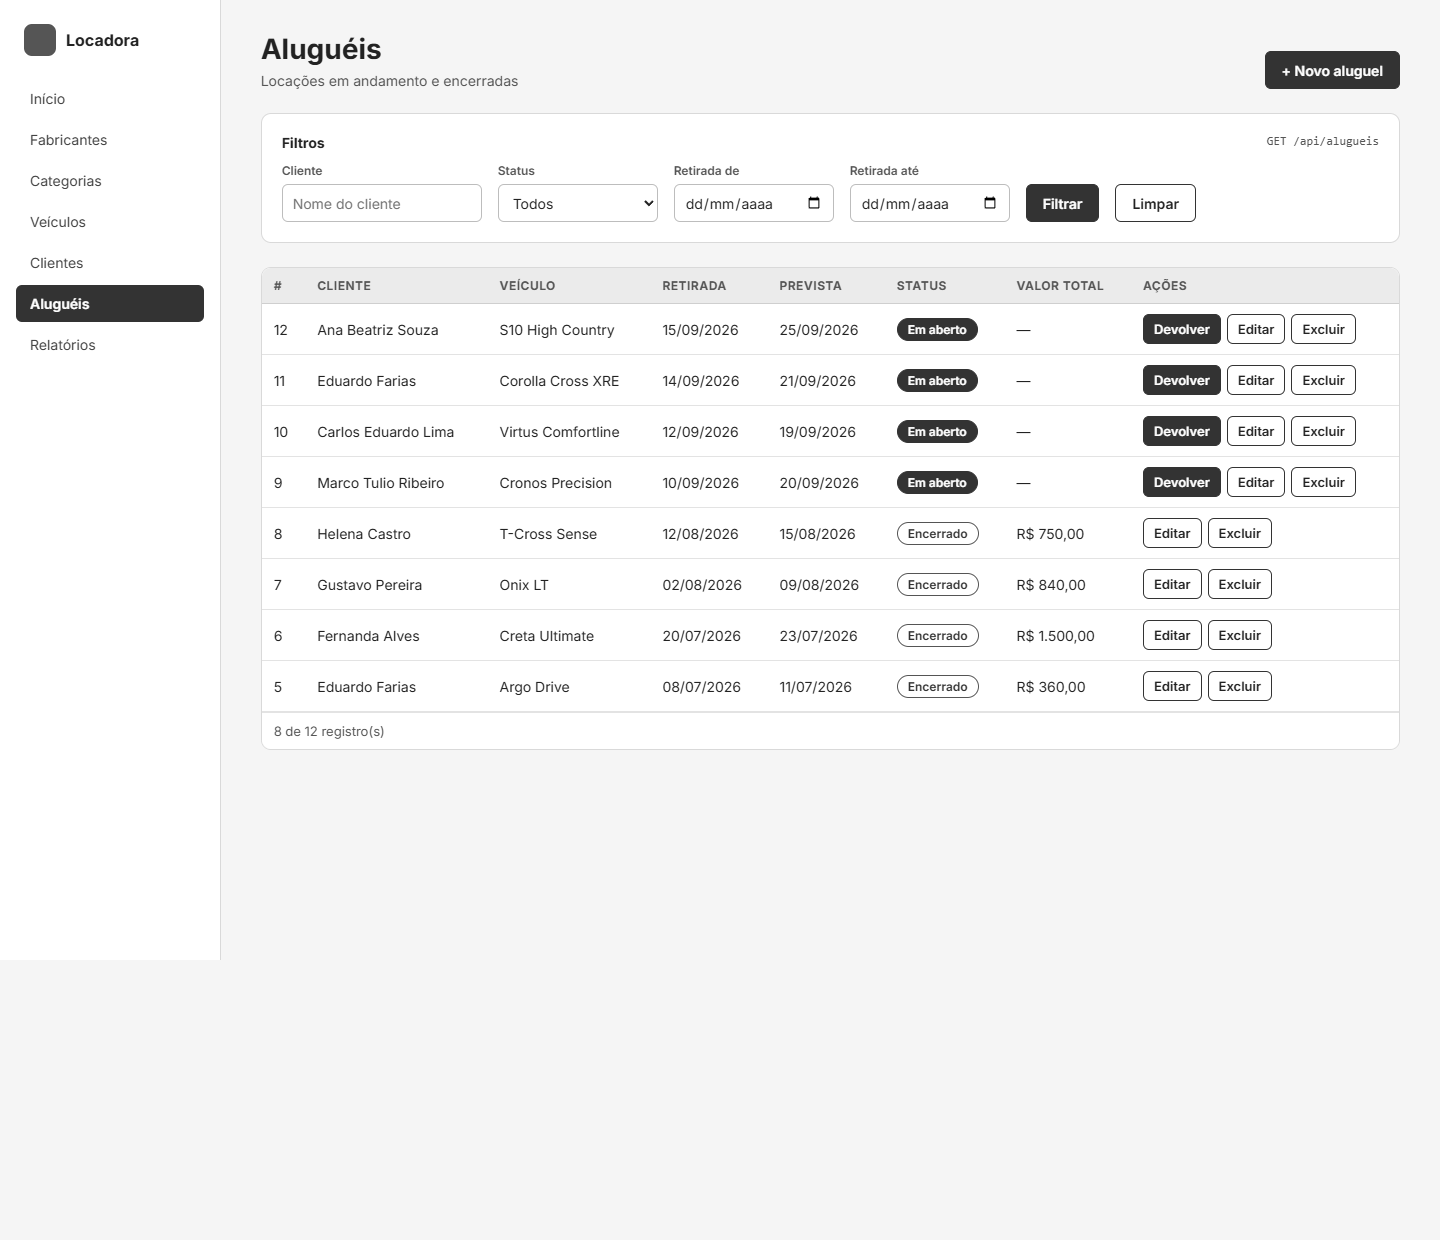 Locadora
Início
Fabricantes
Categorias
Veículos
Clientes
Aluguéis
Relatórios
Aluguéis
Locações em andamento e encerradas
+ Novo aluguel
Filtros
GET /api/alugueis
Cliente Status Retirada de Retirada até
Nome do cliente Todos dd/mm/aaaa dd/mm/aaaa Filtrar Limpar
# CLIENTE VEÍCULO RETIRADA PREVISTA STATUS VALOR TOTAL AÇÕES
12 Ana Beatriz Souza S10 High Country 15/09/2026 25/09/2026 Em aberto — Devolver Editar Excluir
11 Eduardo Farias Corolla Cross XRE 14/09/2026 21/09/2026 Em aberto — Devolver Editar Excluir
10 Carlos Eduardo Lima Virtus Comfortline 12/09/2026 19/09/2026 Em aberto — Devolver Editar Excluir
9 Marco Tulio Ribeiro Cronos Precision 10/09/2026 20/09/2026 Em aberto — Devolver Editar Excluir
8 Helena Castro T-Cross Sense 12/08/2026 15/08/2026 Encerrado R$ 750,00 Editar Excluir
7 Gustavo Pereira Onix LT 02/08/2026 09/08/2026 Encerrado R$ 840,00 Editar Excluir
6 Fernanda Alves Creta Ultimate 20/07/2026 23/07/2026 Encerrado R$ 1.500,00 Editar Excluir
5 Eduardo Farias Argo Drive 08/07/2026 11/07/2026 Encerrado R$ 360,00 Editar Excluir
8 de 12 registro(s)